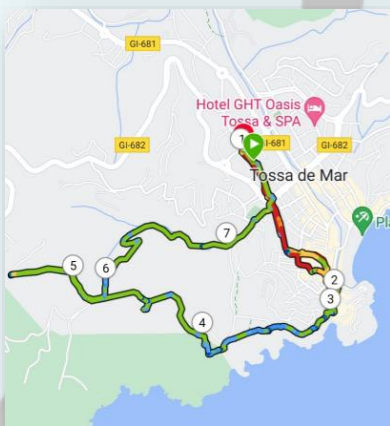 GI-681
Hotel GHT Oasis
Tossa & SPA
GI-682
1
GI-681
GI-682
Tossa de Mar
Pla
7
5
6
2
3
4